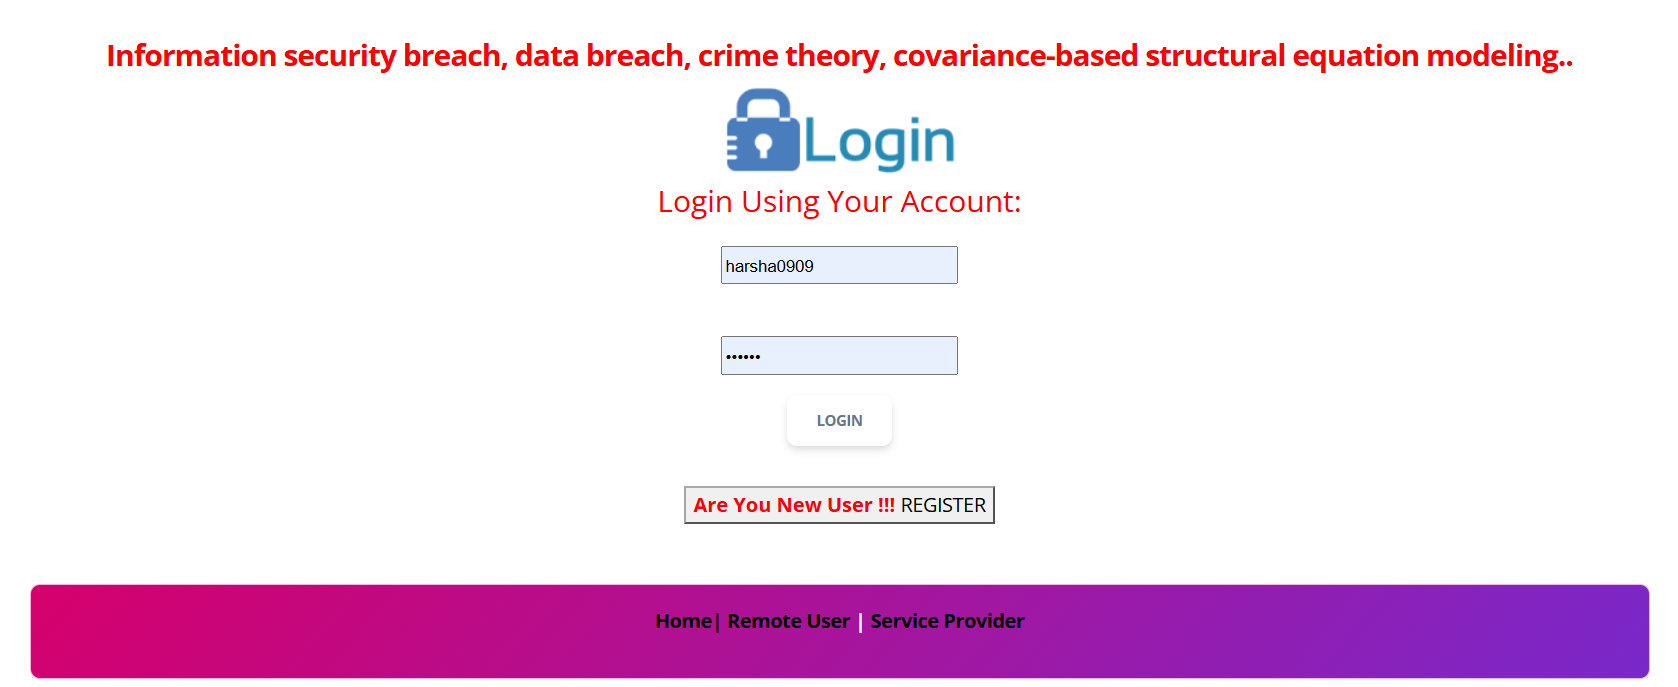 Information security breach, data breach, crime theory, covariance-based structural equation modeling..
Login
Login Using Your Account:
harsha0909
••••••
LOGIN
Are You New User !!! REGISTER
Home| Remote User | Service Provider